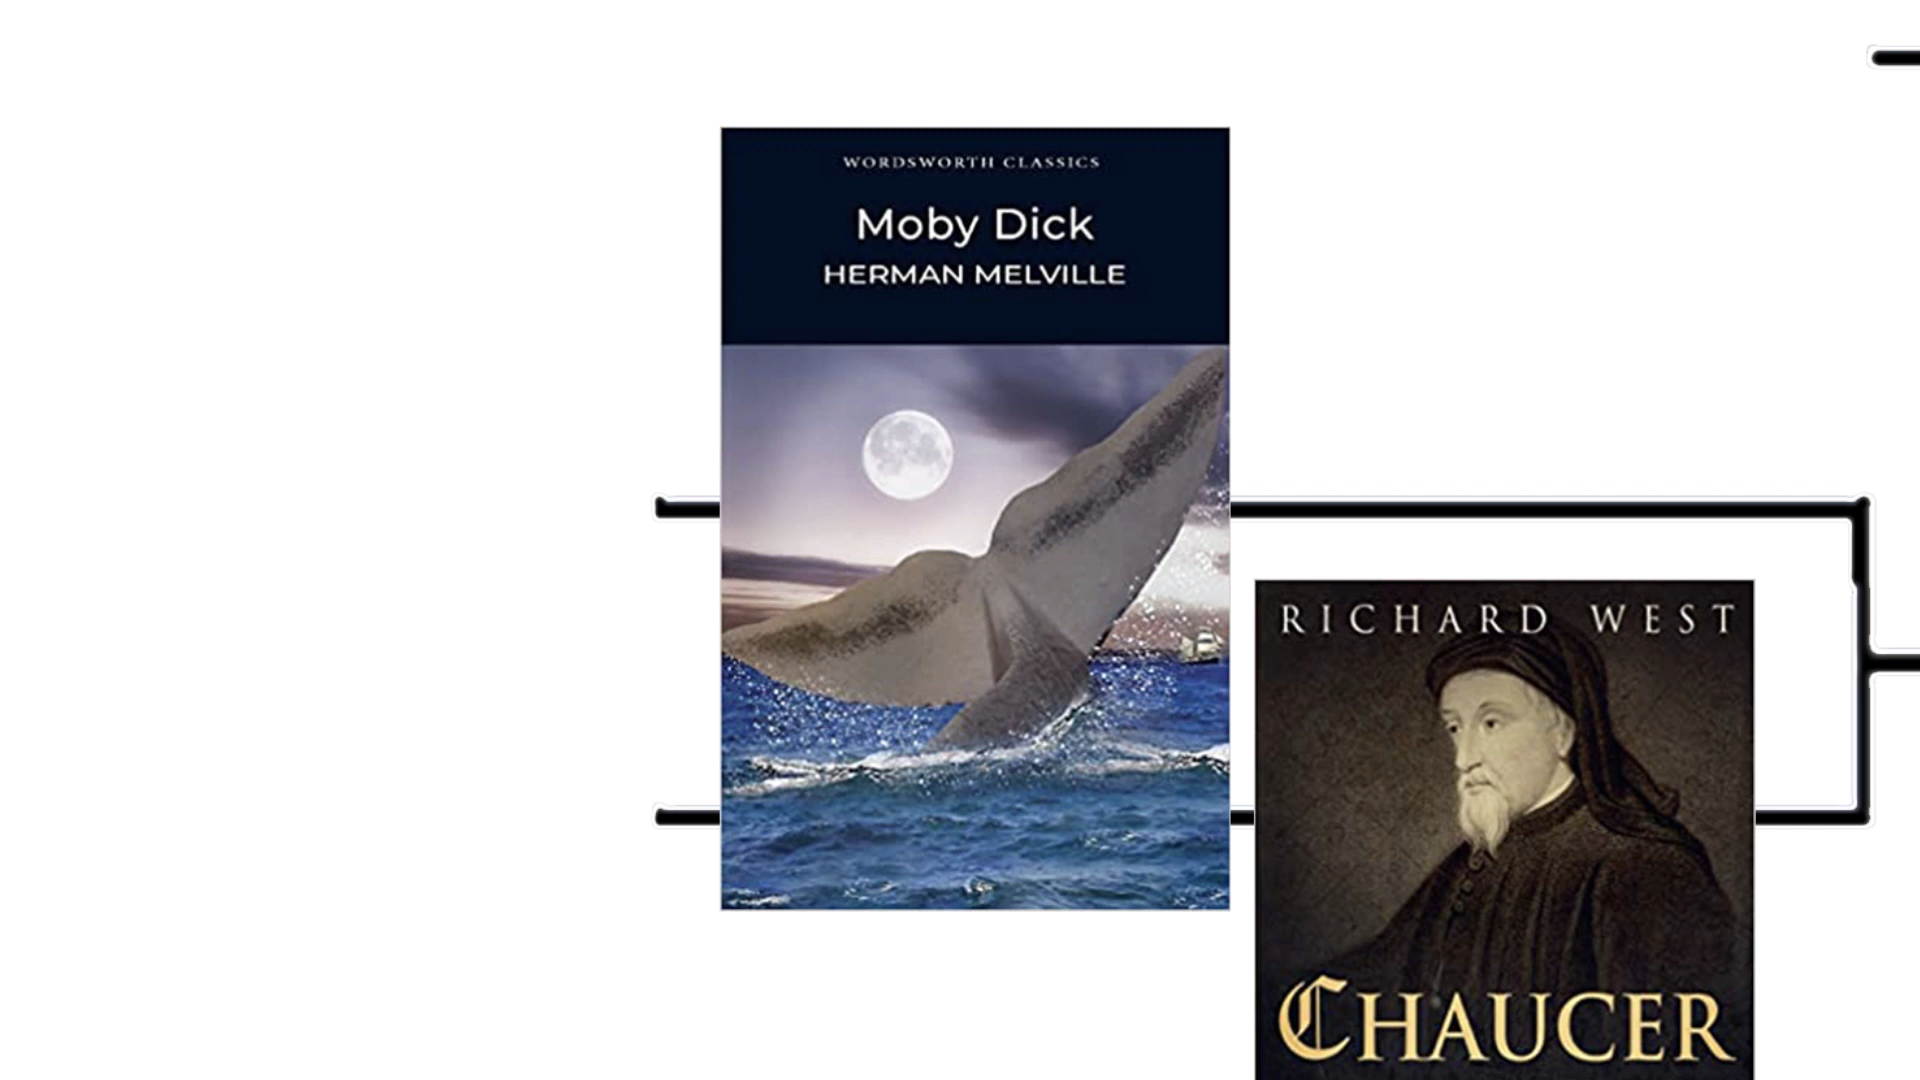 WORDSWORTH CLASSICS
Moby Dick
HERMAN MELVILLE
RICHARD WEST
CHAUCER